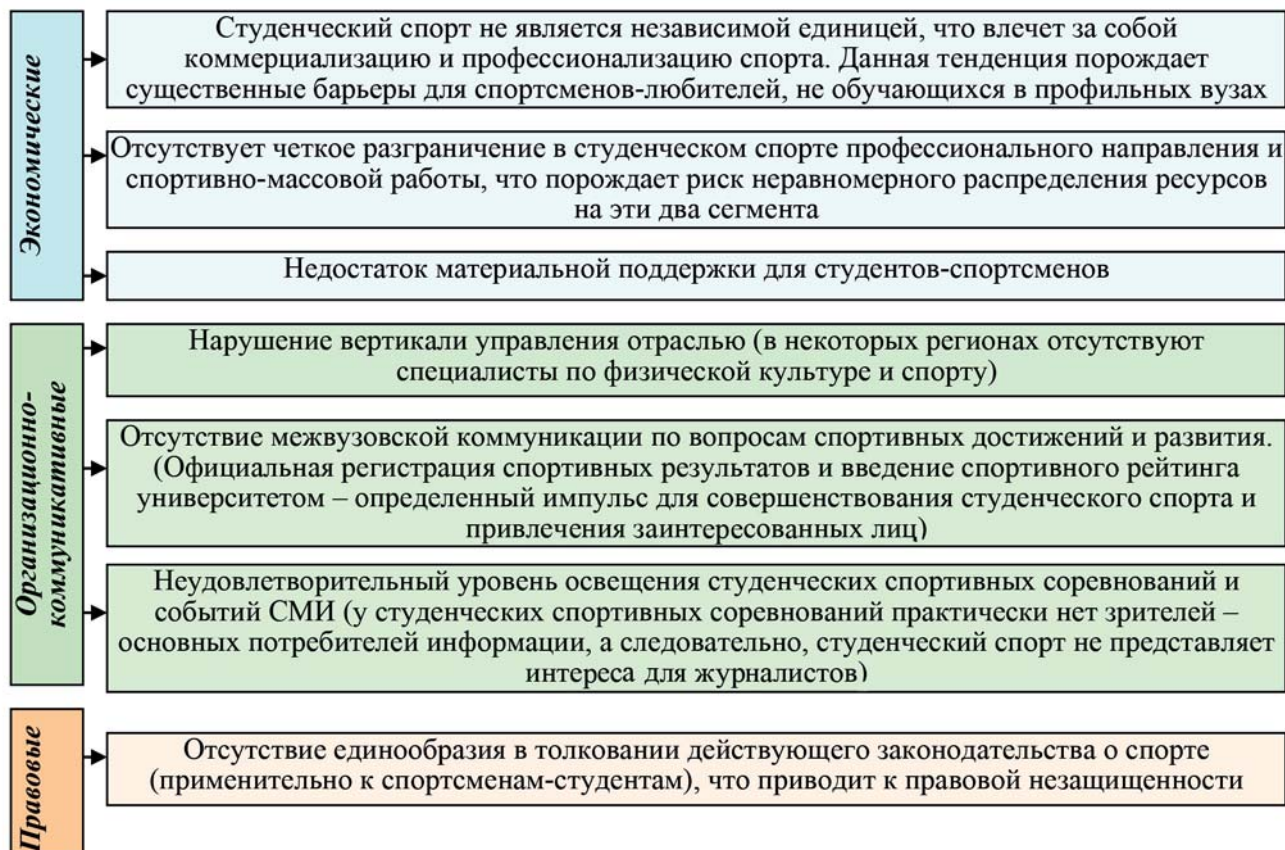 Экономические
Студенческий спорт не является независимой единицей, что влечет за собой
коммерциализацию и профессионализацию спорта. Данная тенденция порождает
существенные барьеры для спортсменов-любителей, не обучающихся в профильных вузах
Отсутствует четкое разграничение в студенческом спорте профессионального направления и
спортивно-массовой работы, что порождает риск неравномерного распределения ресурсов
на эти два сегмента
Недостаток материальной поддержки для студентов-спортсменов
Организационно-
коммуникативные
Нарушение вертикали управления отраслью (в некоторых регионах отсутствуют
специалисты по физической культуре и спорту)
Отсутствие межвузовской коммуникации по вопросам спортивных достижений и развития.
(Официальная регистрация спортивных результатов и введение спортивного рейтинга
университетом – определенный импульс для совершенствования студенческого спорта и
привлечения заинтересованных лиц)
Неудовлетворительный уровень освещения студенческих спортивных соревнований и
событий СМИ (у студенческих спортивных соревнований практически нет зрителей –
основных потребителей информации, а следовательно, студенческий спорт не представляет
интереса для журналистов)
Правовые
Отсутствие единообразия в толковании действующего законодательства о спорте
(применительно к спортсменам-студентам), что приводит к правовой незащищенности